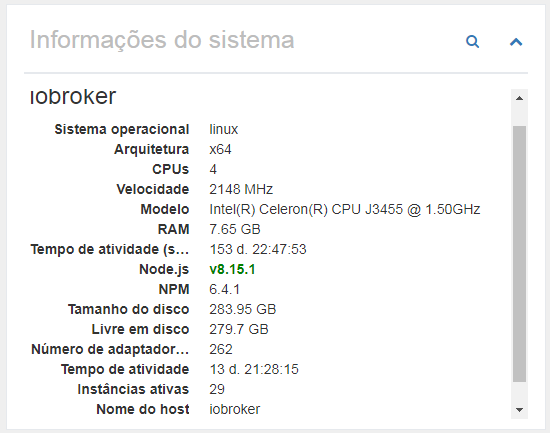 Informações do sistema
iobroker
Sistema operacional linux
Arquitetura x64
CPUs 4
Velocidade 2148 MHz
Modelo Intel(R) Celeron(R) CPU J3455 @ 1.50GHz
RAM 7.65 GB
Tempo de atividade (s... 153 d. 22:47:53
Node.js v8.15.1
NPM 6.4.1
Tamanho do disco 283.95 GB
Livre em disco 279.7 GB
Número de adaptador... 262
Tempo de atividade 13 d. 21:28:15
Instâncias ativas 29
Nome do host iobroker